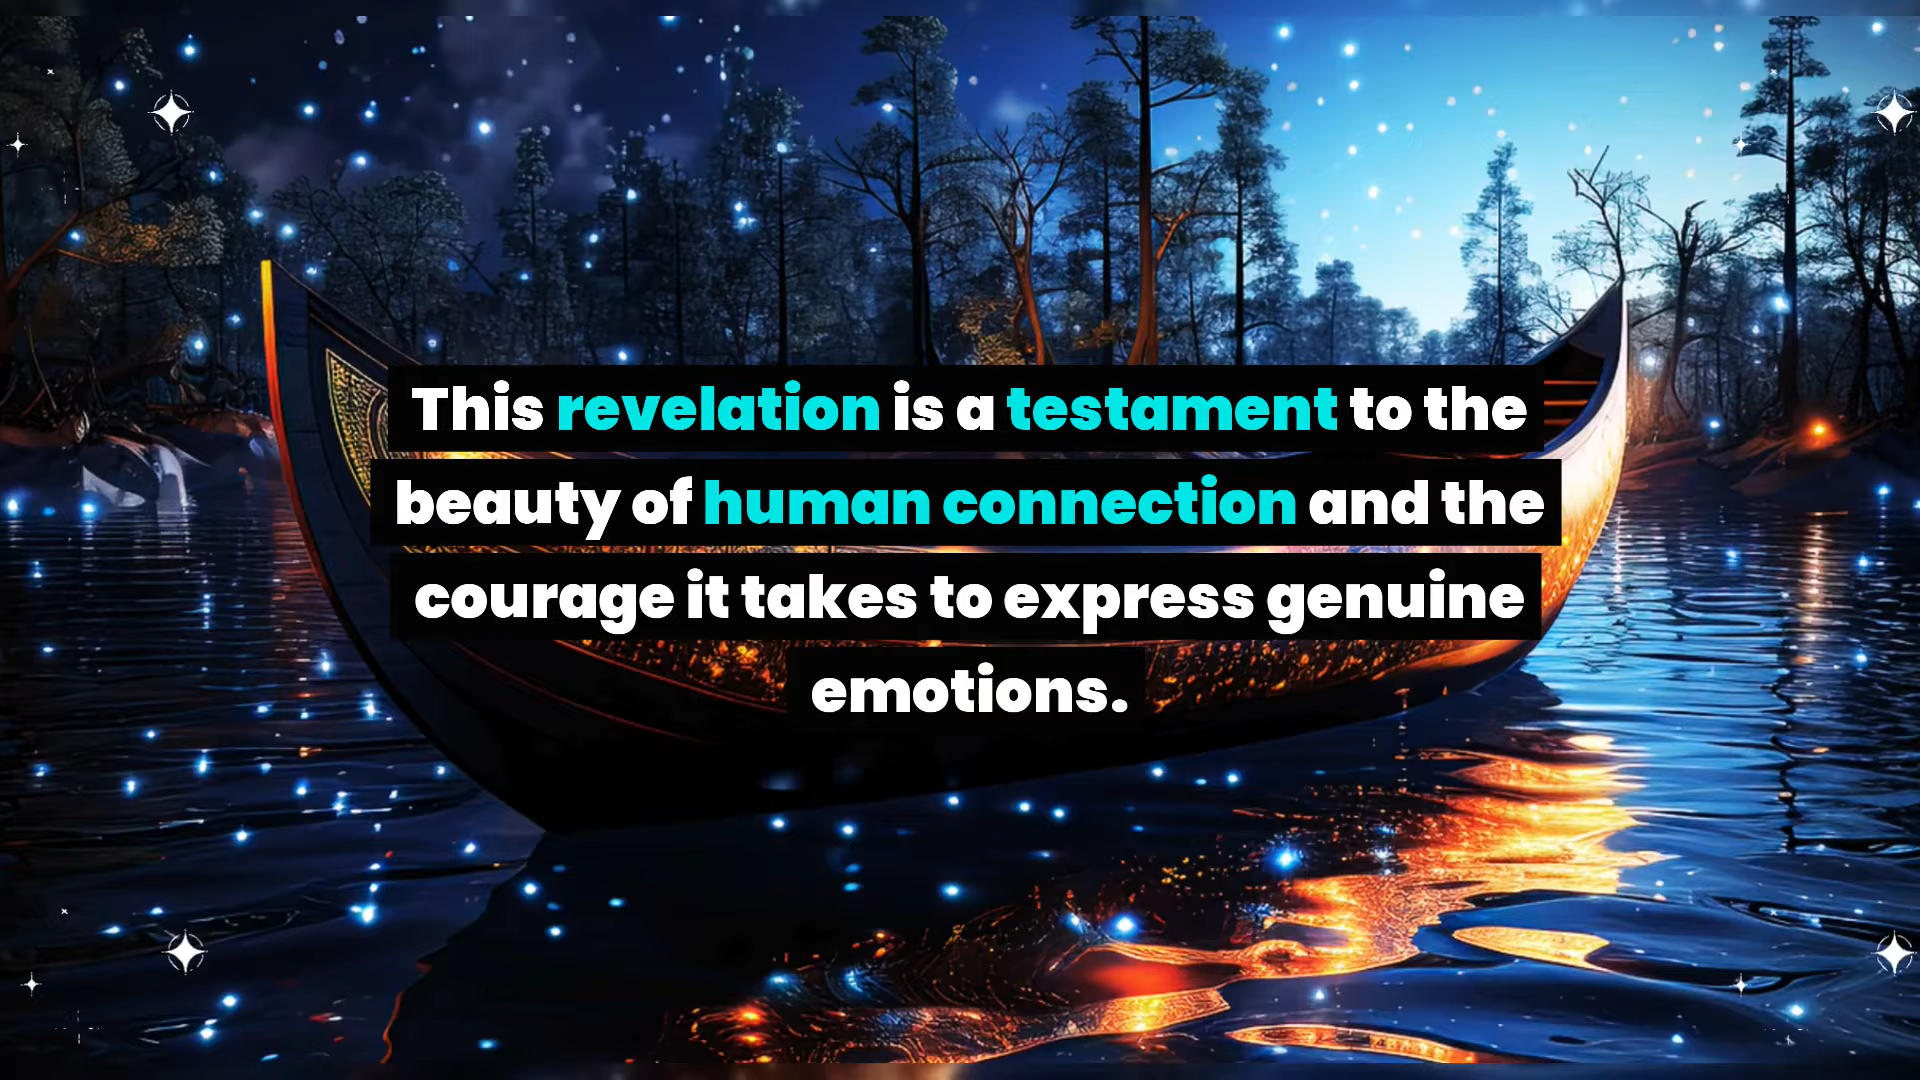 This revelation is a testament to the
beauty of human connection and the
courage it takes to express genuine
emotions.